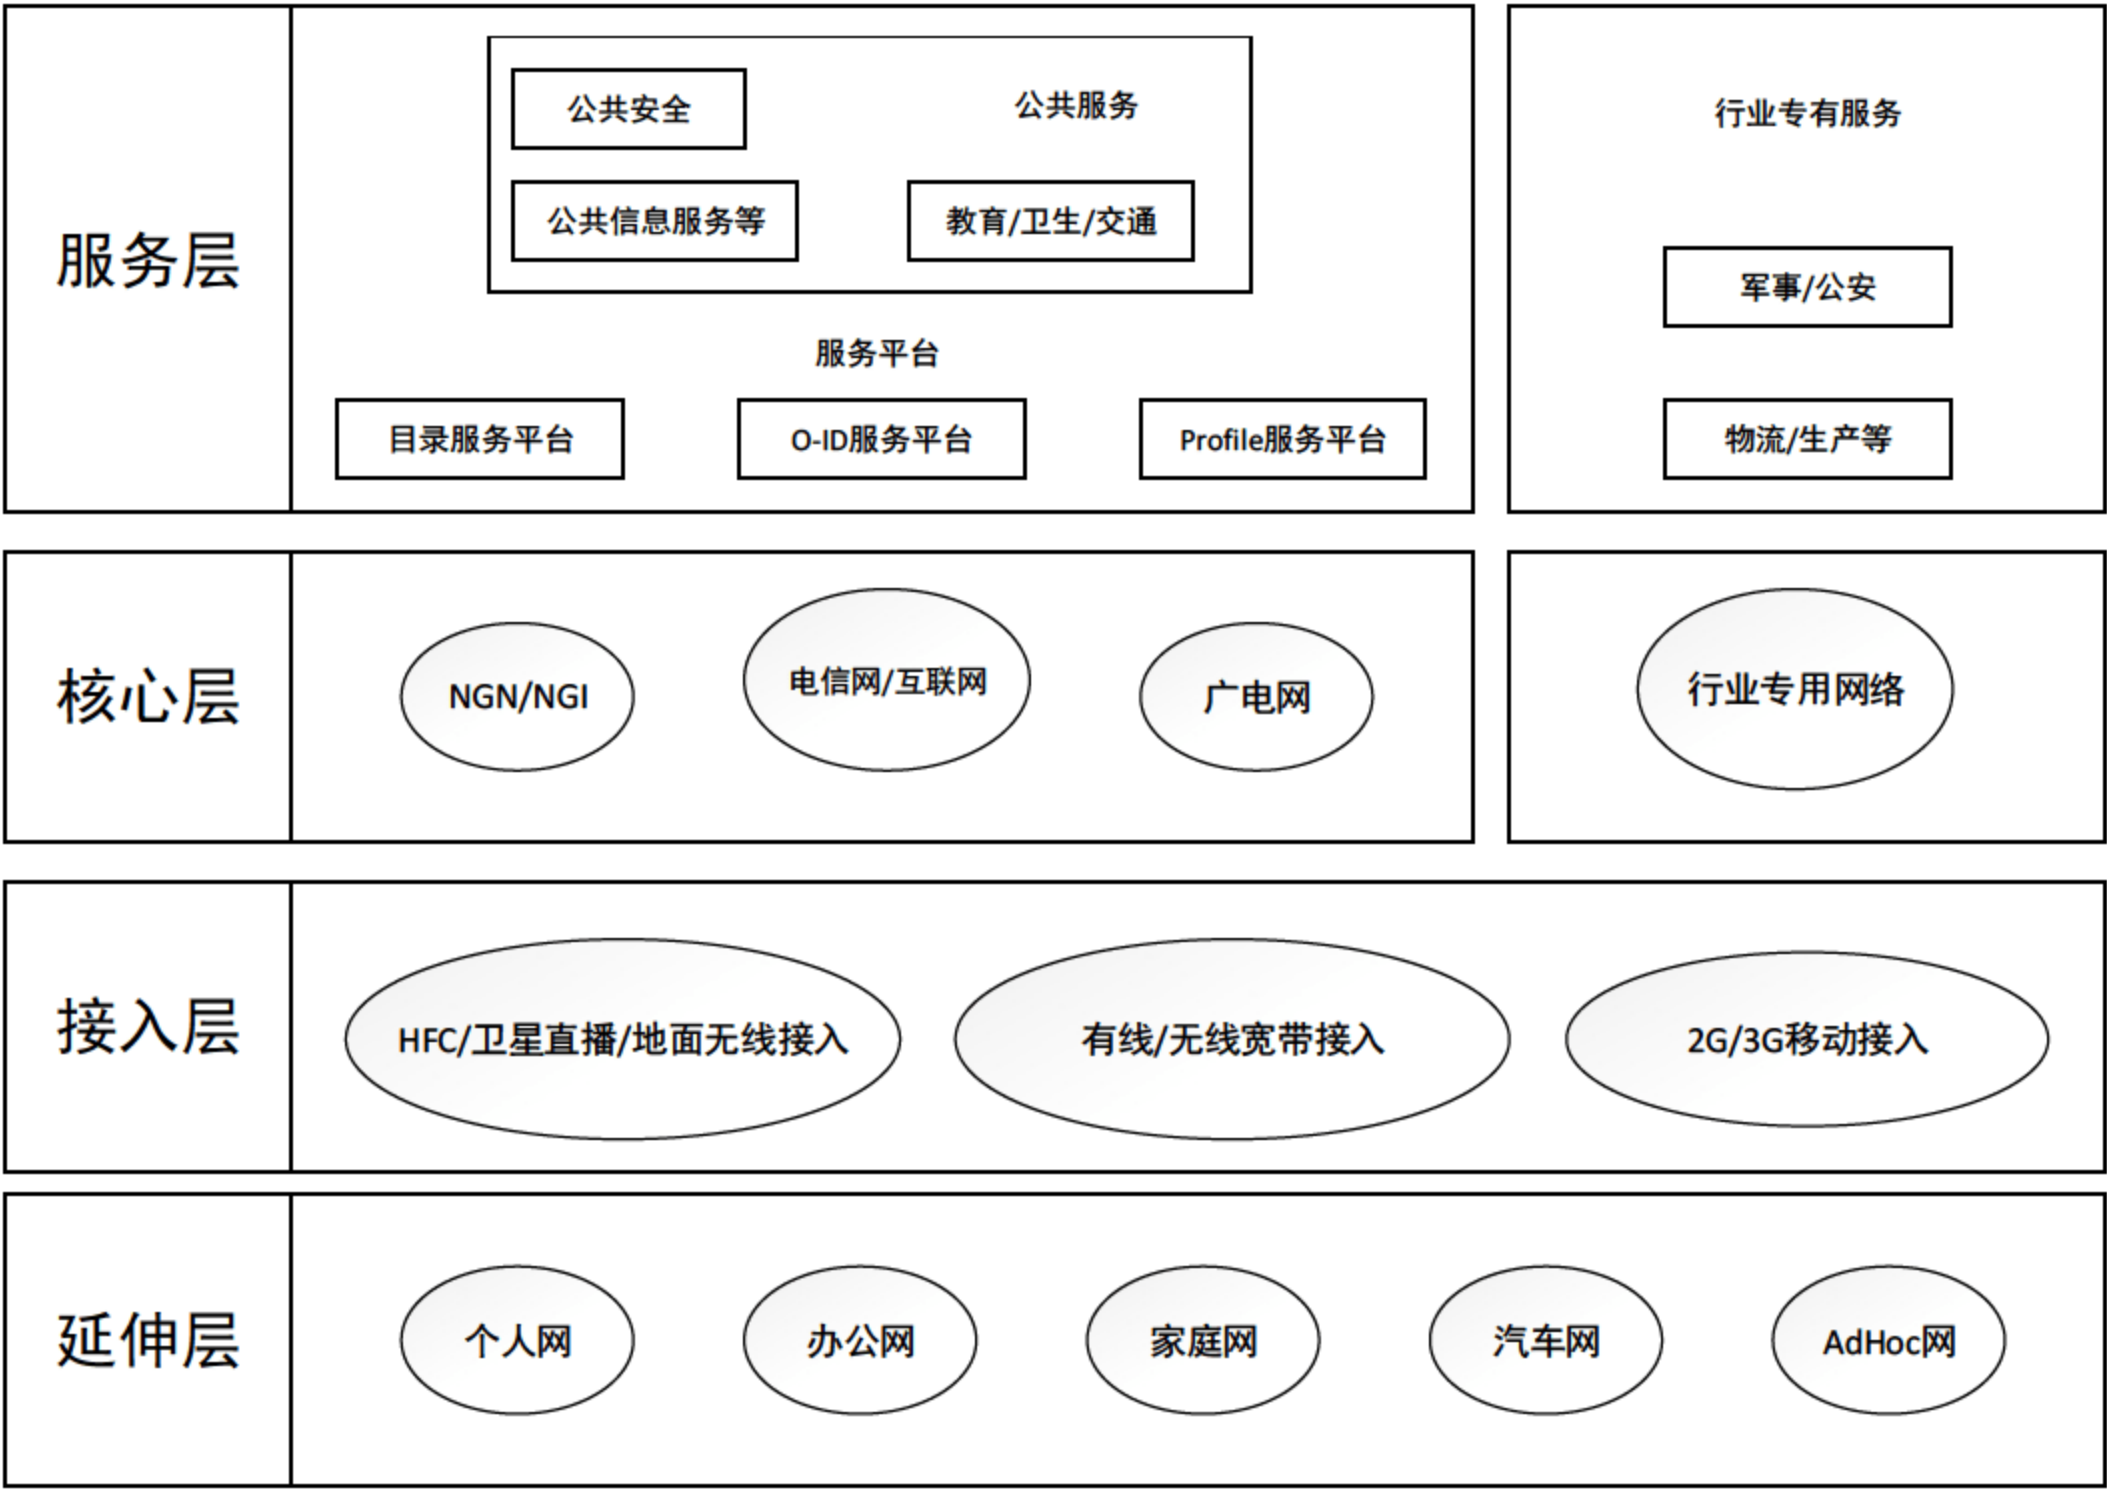 服务层
公共安全
公共服务
公共信息服务等
教育/卫生/交通
服务平台
目录服务平台
O-ID服务平台
Profile服务平台
行业专有服务
军事/公安
物流/生产等
核心层
NGN/NGI
电信网/互联网
广电网
行业专用网络
接入层
HFC/卫星直播/地面无线接入
有线/无线宽带接入
2G/3G移动接入
延伸层
个人网
办公网
家庭网
汽车网
AdHoc网